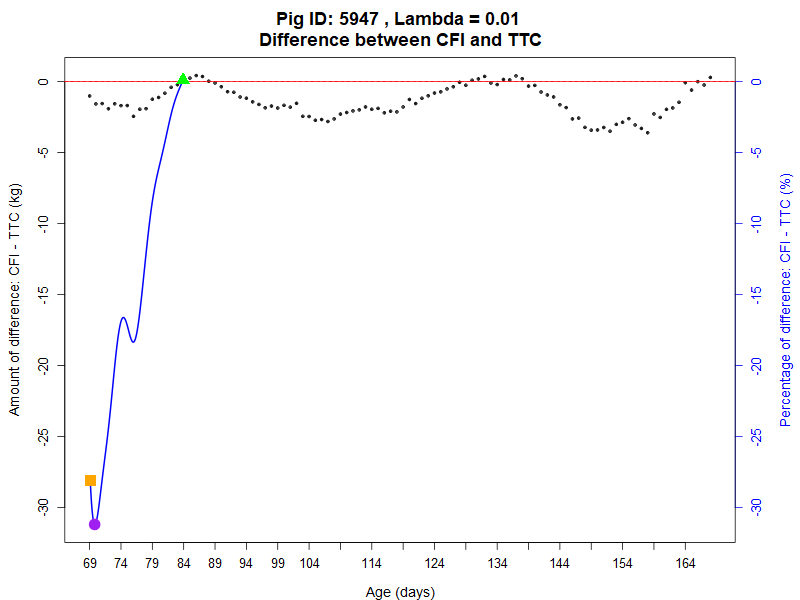 Pig ID: 5947 , Lambda = 0.01
Difference between CFI and TTC
Amount of difference: CFI - TTC (kg)
0
-5
-10
-15
-20
-25
-30
Percentage of difference: CFI - TTC (%)
0
-5
-10
-15
-20
-25
-30
69 74 79 84 89 94 99 104 114 124 134 144 154 164
Age (days)